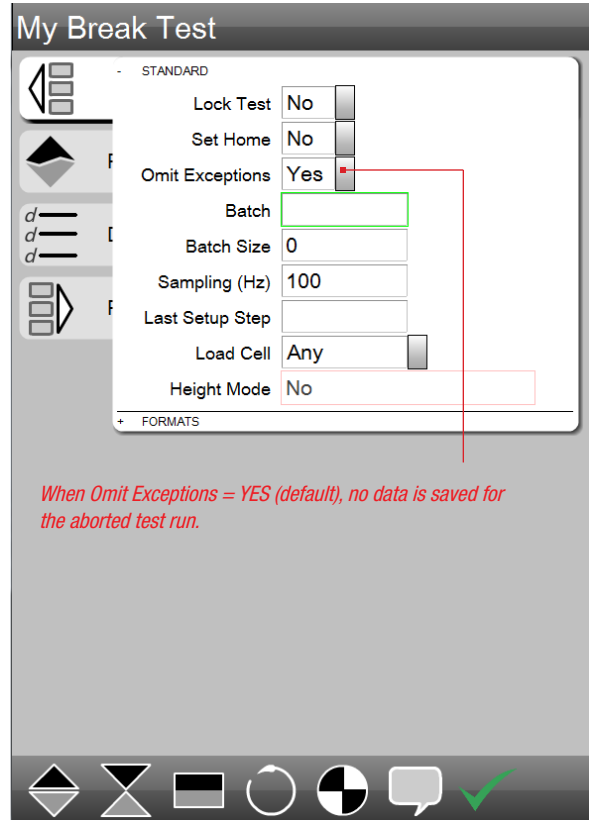 My Break Test
- STANDARD
Lock Test No
Set Home No
Omit Exceptions Yes
Batch
Batch Size 0
Sampling (Hz) 100
Last Setup Step
Load Cell Any
Height Mode No
+ FORMATS
d
d
d
When Omit Exceptions = YES (default), no data is saved for
the aborted test run.